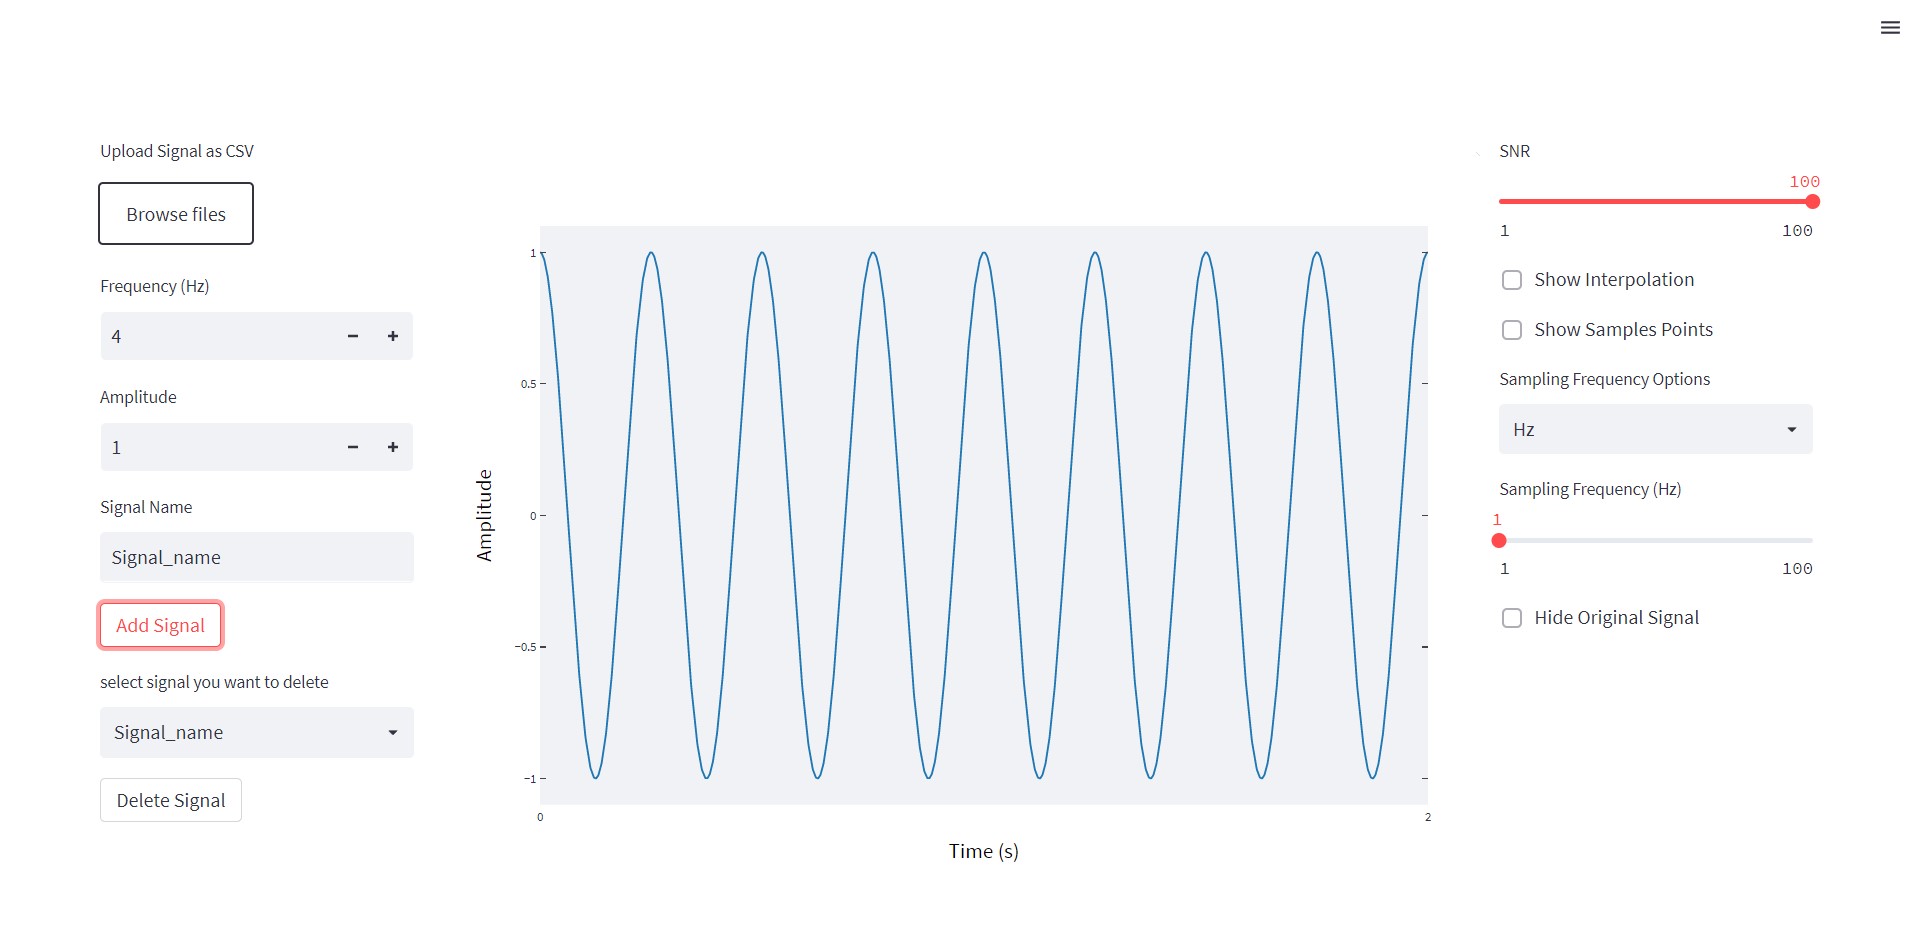 Upload Signal as CSV
Browse files
Frequency (Hz)
4
Amplitude
1
Signal Name
Signal_name
Add Signal
select signal you want to delete
Signal_name
Delete Signal
Amplitude
1
0.5
0
−0.5
−1
0 2
Time (s)
SNR
100
1 100
Show Interpolation
Show Samples Points
Sampling Frequency Options
Hz
Sampling Frequency (Hz)
1
1 100
Hide Original Signal